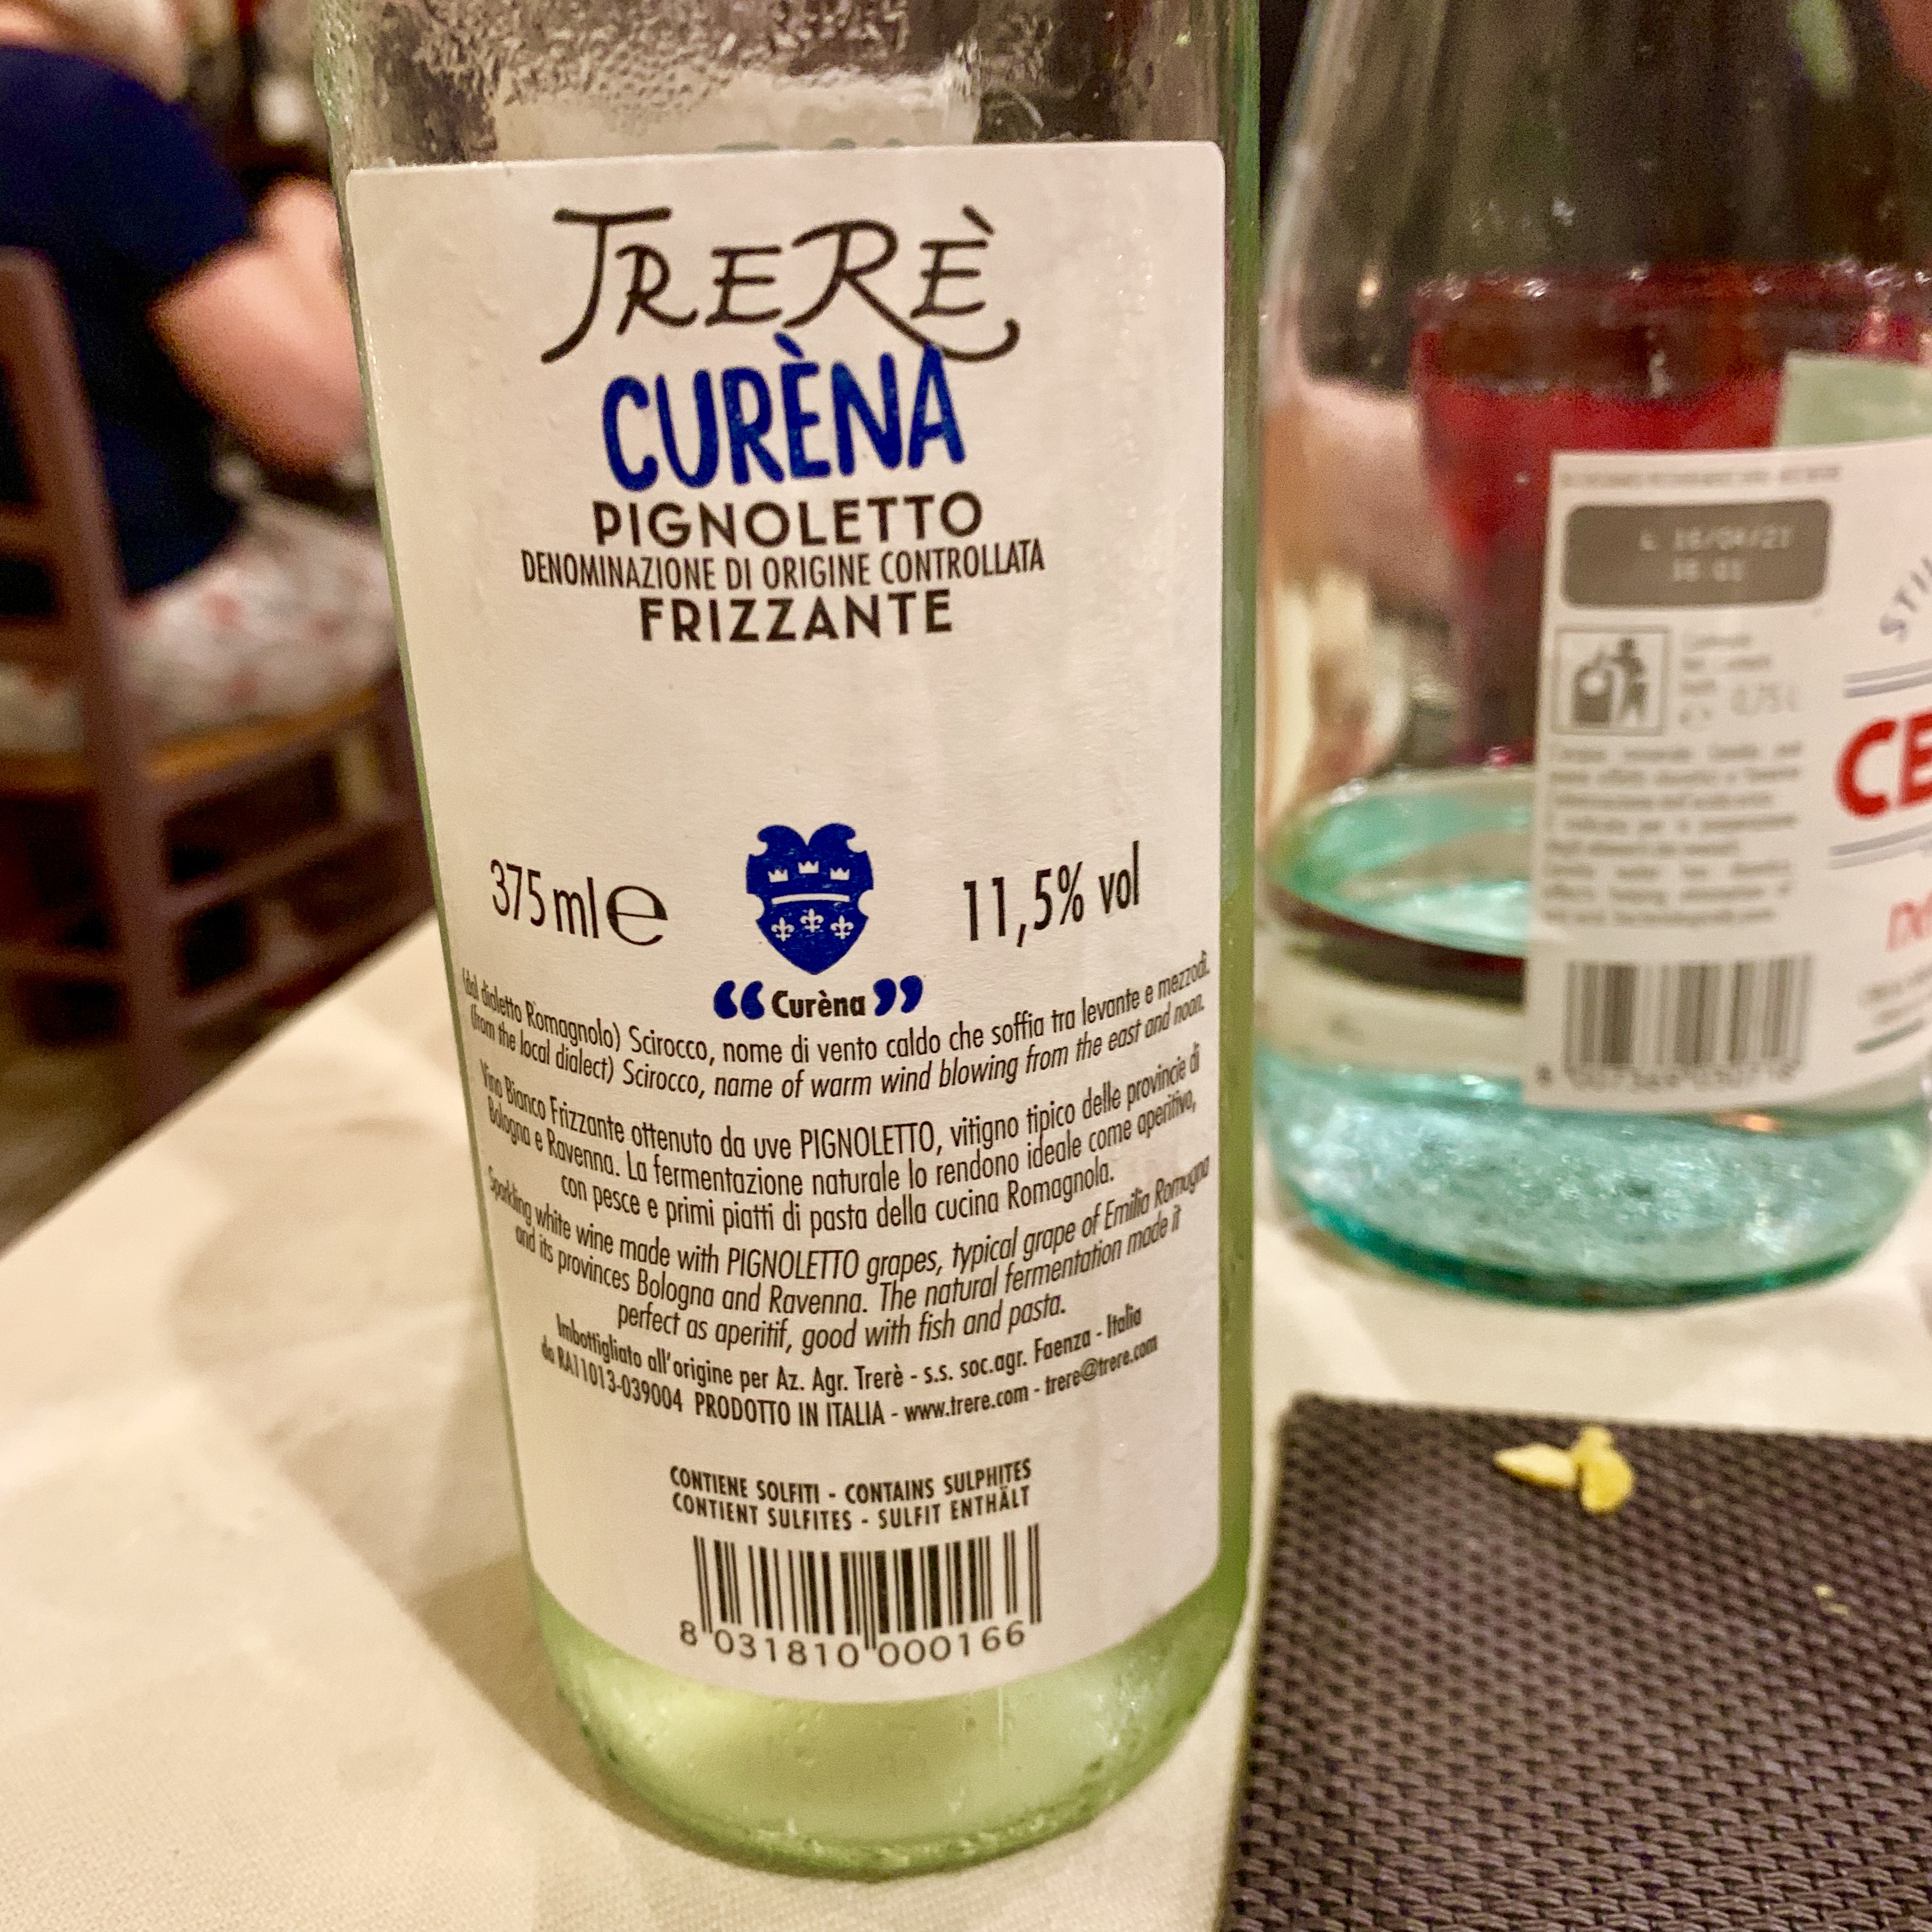 TRERÈ
CURÈNA
PIGNOLETTO
DENOMINAZIONE DI ORIGINE CONTROLLATA
FRIZZANTE
375 ml ℮ 11,5% vol
“ Curèna ”
(dal dialetto Romagnolo) Scirocco, nome di vento caldo che soffia tra levante e mezzodì.
(from the local dialect) Scirocco, name of warm wind blowing from the east and noon.
Vino Bianco Frizzante ottenuto da uve PIGNOLETTO, vitigno tipico delle provincie di
Bologna e Ravenna. La fermentazione naturale lo rendono ideale come aperitivo,
con pesce e primi piatti di pasta della cucina Romagnola.
Sparkling white wine made with PIGNOLETTO grapes, typical grape of Emilia Romagna
and its provinces Bologna and Ravenna. The natural fermentation made it
perfect as aperitif, good with fish and pasta.
Imbottigliato all'origine per Az. Agr. Trerè - s.s. soc.agr. Faenza - Italia
da RA11013-039004 PRODOTTO IN ITALIA - www.trere.com - trere@trere.com
CONTIENE SOLFITI - CONTAINS SULPHITES
CONTIENT SULFITES - SULFIT ENTHÄLT
8 031810 000166
0,75 L
CE